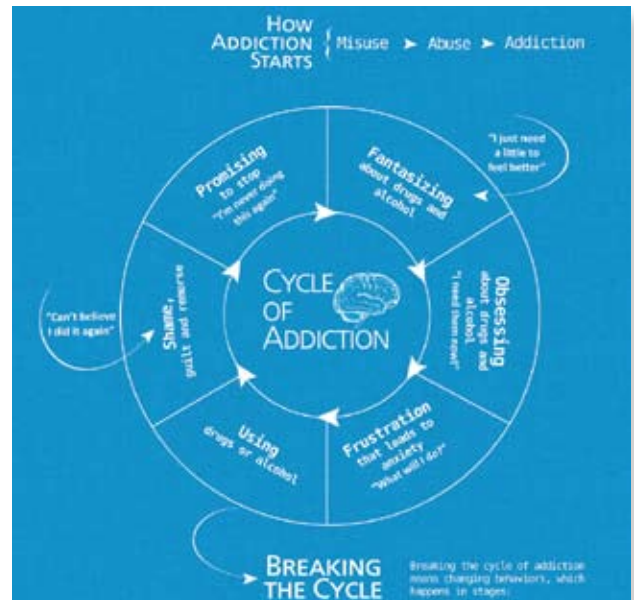 How
Addiction
Starts
Misuse ➤ Abuse ➤ Addiction
"I just need
a little to
feel better"
Fantasizing
about drugs and
alcohol
Obsessing
about drugs and
alcohol
"I need them now!"
Frustration
that leads to
anxiety
"What will I do?"
Using
drugs or alcohol
Shame,
guilt and remorse
"Can't believe
I did it again"
Promising
to stop
"I'm never doing
this again"
Cycle
of
Addiction
Breaking
the Cycle
Breaking the cycle of addiction
means changing behaviors, which
happens in stages: